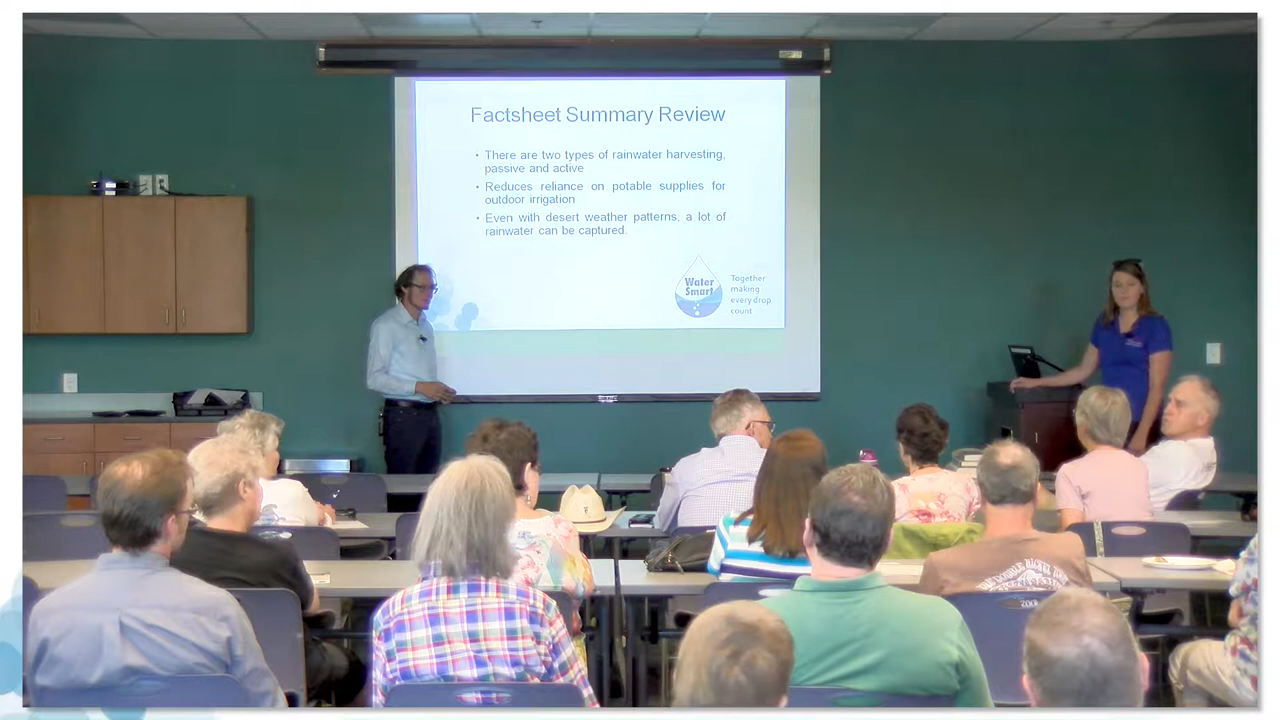 Factsheet Summary Review
• There are two types of rainwater harvesting,
passive and active
• Reduces reliance on potable supplies for
outdoor irrigation
• Even with desert weather patterns, a lot of
rainwater can be captured.
Water
Smart
Together
making
every drop
count